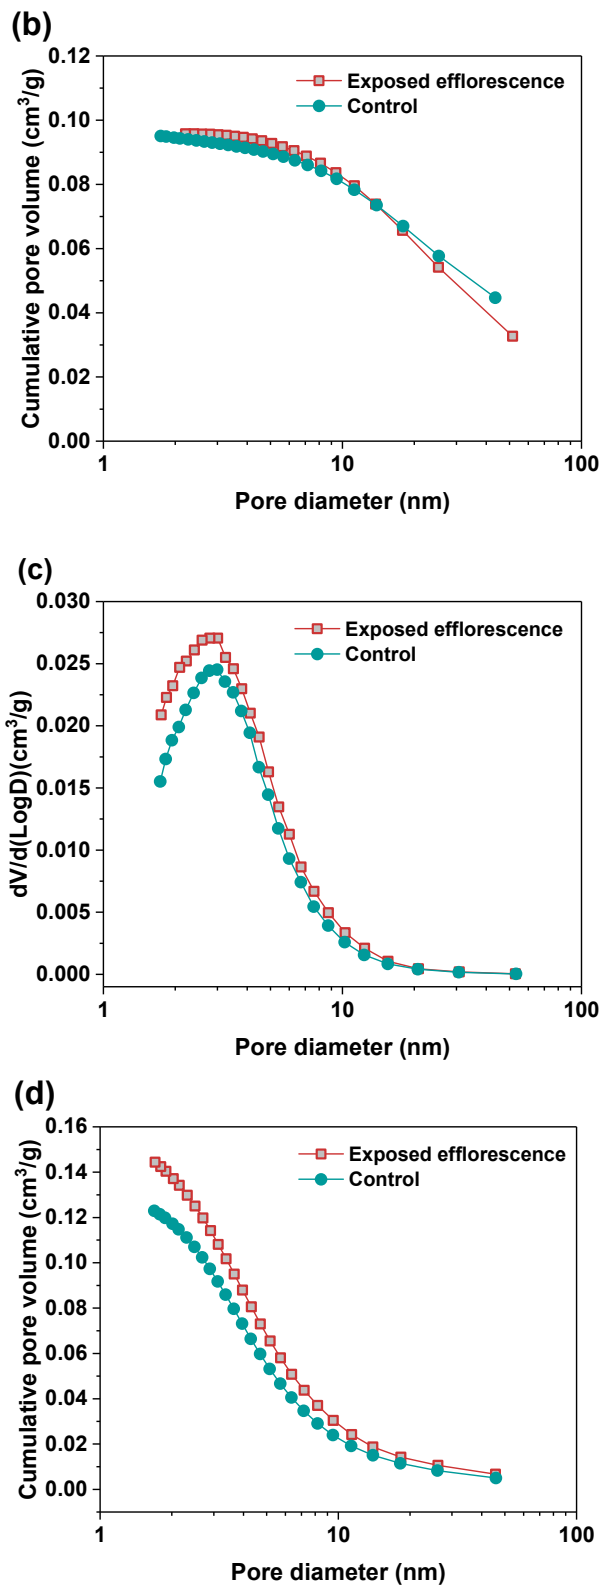 (b)
0.12
0.10
0.08
0.06
0.04
0.02
0.00
Cumulative pore volume (cm³/g)
Exposed efflorescence
Control
1 10 100
Pore diameter (nm)
(c)
0.030
0.025
0.020
0.015
0.010
0.005
0.000
dV/d(LogD)(cm³/g)
Exposed efflorescence
Control
1 10 100
Pore diameter (nm)
(d)
0.16
0.14
0.12
0.10
0.08
0.06
0.04
0.02
0.00
Cumulative pore volume (cm³/g)
Exposed efflorescence
Control
1 10 100
Pore diameter (nm)